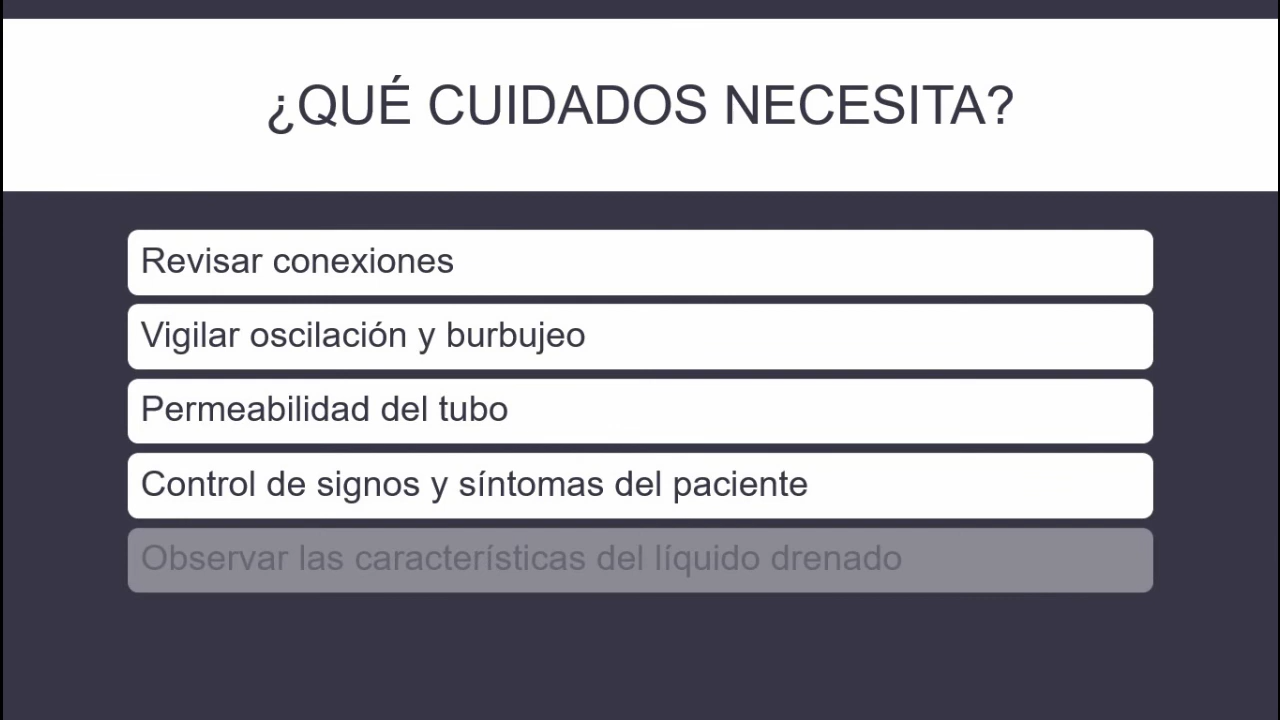 ¿QUÉ CUIDADOS NECESITA?
Revisar conexiones
Vigilar oscilación y burbujeo
Permeabilidad del tubo
Control de signos y síntomas del paciente
Observar las características del líquido drenado